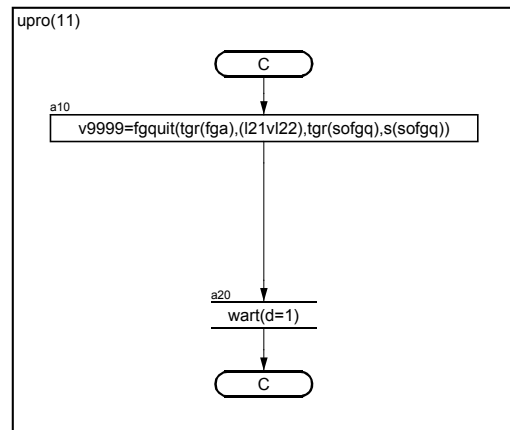 upro(11)
C
a10
v9999=fgquit(tgr(fga),(l21vl22),tgr(sofgq),s(sofgq))
a20
wart(d=1)
C